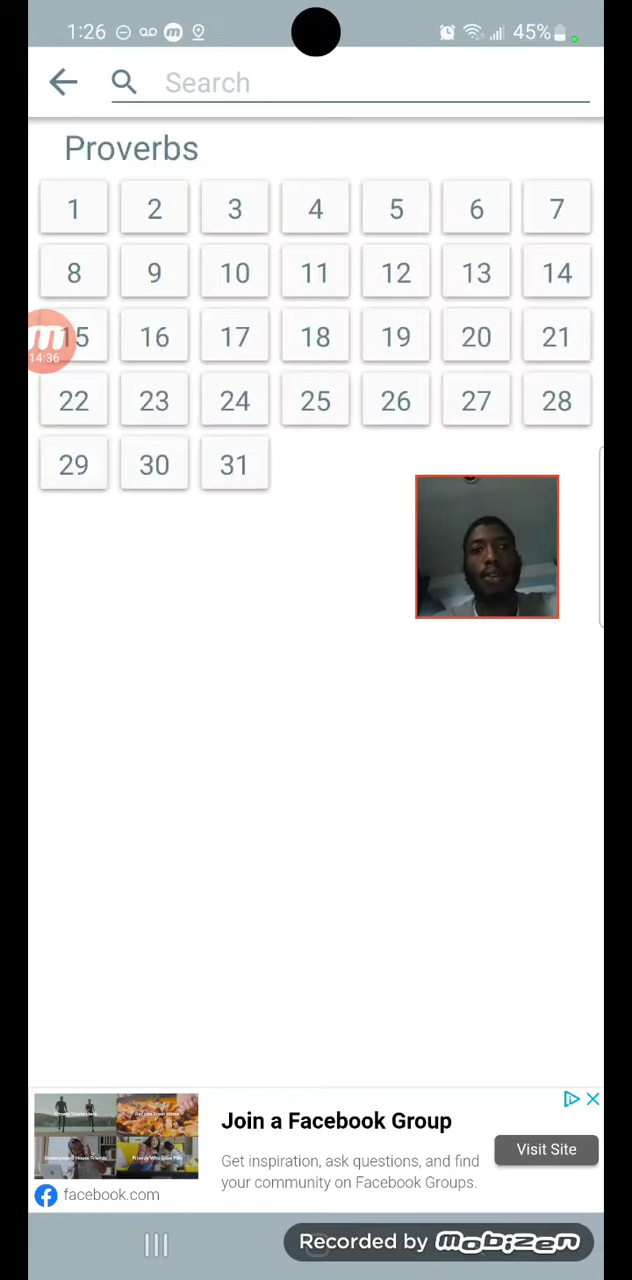 1:26
45%
Search
Proverbs
1 2 3 4 5 6 7
8 9 10 11 12 13 14
15 16 17 18 19 20 21
14:36
22 23 24 25 26 27 28
29 30 31
Join a Facebook Group
Get inspiration, ask questions, and find
your community on Facebook Groups.
Visit Site
facebook.com
Recorded by mobizen